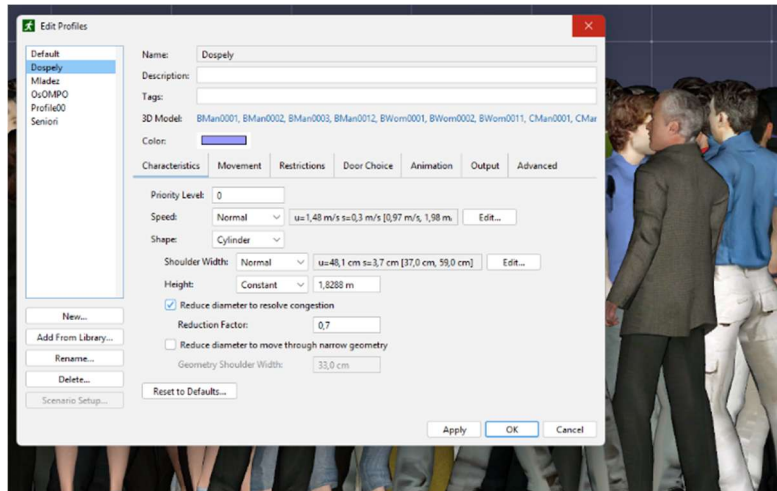 Edit Profiles
Default
Dospely
Mladez
OsOMPO
Profile00
Seniori
New...
Add From Library...
Rename...
Delete...
Scenario Setup...
Name: Dospely
Description:
Tags:
3D Model: BMan0001, BMan0002, BMan0003, BMan0012, BWom0001, BWom0002, BWom0011, CMan0001, CMar
Color:
Characteristics Movement Restrictions Door Choice Animation Output Advanced
Priority Level: 0
Speed: Normal u=1,48 m/s s=0,3 m/s [0,97 m/s, 1,98 m, Edit...
Shape: Cylinder
Shoulder Width: Normal u=48,1 cm s=3,7 cm [37,0 cm, 59,0 cm] Edit...
Height: Constant 1,8288 m
Reduce diameter to resolve congestion
Reduction Factor: 0,7
Reduce diameter to move through narrow geometry
Geometry Shoulder Width: 33,0 cm
Reset to Defaults...
Apply OK Cancel